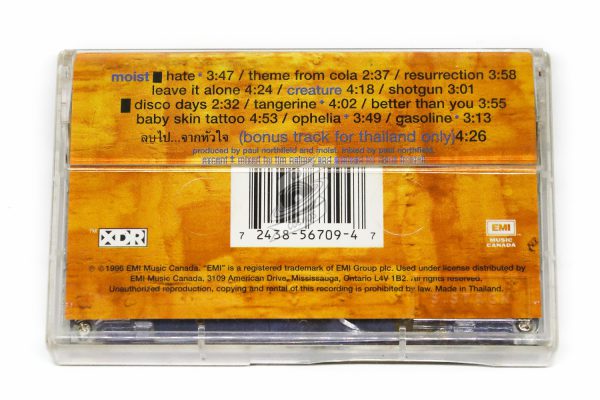 moist hate * 3:47 / theme from cola 2:37 / resurrection 3:58
leave it alone 4:24 / creature 4:18 / shotgun 3:01
disco days 2:32 / tangerine * 4:02 / better than you 3:55
baby skin tattoo 4:53 / ophelia * 3:49 / gasoline * 3:13
ลบไป...จากหัวใจ (bonus track for thailand only)4:26
produced by paul northfield and moist. mixed by paul northfield.
7 2438-56709-4 7
™ XDR
EMI
MUSIC
CANADA
℗ © 1996 EMI Music Canada. "EMI" is a registered trademark of EMI Group plc. Used under license distributed by
EMI Music Canada, 3109 American Drive, Mississauga, Ontario L4V 1B2. All rights reserved.
Unauthorized reproduction, copying and rental of this recording is prohibited by law. Made in Thailand.